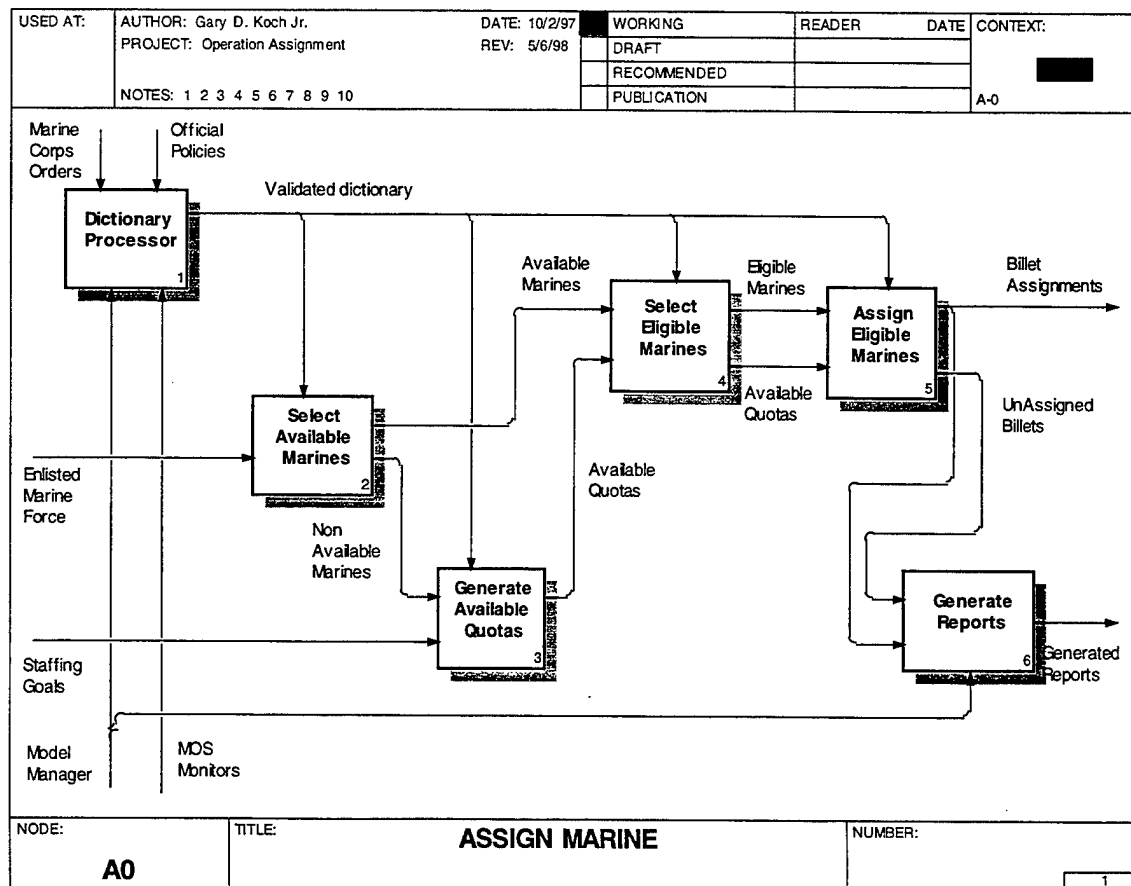 USED AT:
AUTHOR: Gary D. Koch Jr.
DATE: 10/2/97
PROJECT: Operation Assignment
REV: 5/6/98
NOTES: 1 2 3 4 5 6 7 8 9 10
WORKING
DRAFT
RECOMMENDED
PUBLICATION
READER
DATE
CONTEXT:
A-0
Marine
Corps
Orders
Official
Policies
Dictionary
Processor
1
Validated dictionary
Available
Marines
Select
Eligible
Marines
4
Eligible
Marines
Available
Quotas
Assign
Eligible
Marines
5
Billet
Assignments
UnAssigned
Billets
Select
Available
Marines
2
Enlisted
Marine
Force
Non
Available
Marines
Available
Quotas
Generate
Available
Quotas
3
Generate
Reports
6
Generated
Reports
Staffing
Goals
Model
Manager
MOS
Monitors
NODE:
A0
TITLE:
ASSIGN MARINE
NUMBER:
1